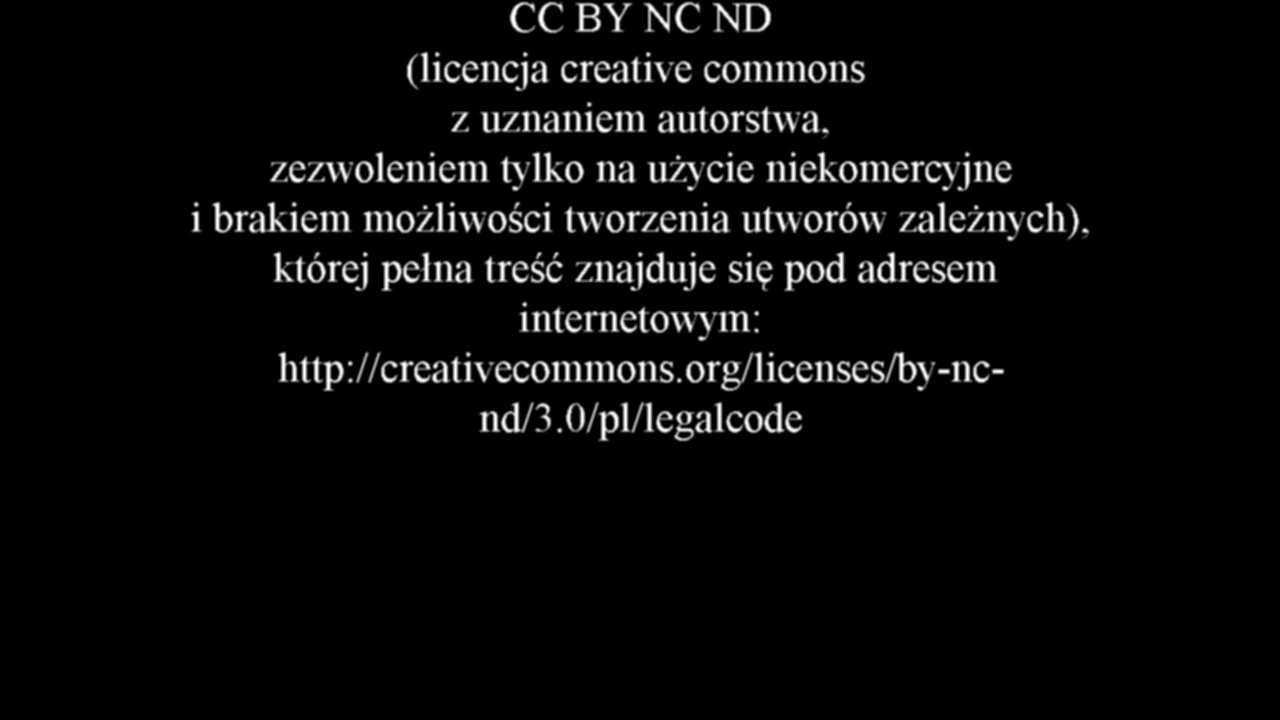 CC BY NC ND
(licencja creative commons
z uznaniem autorstwa,
zezwoleniem tylko na użycie niekomercyjne
i brakiem możliwości tworzenia utworów zależnych),
której pełna treść znajduje się pod adresem
internetowym:
http://creativecommons.org/licenses/by-nc-
nd/3.0/pl/legalcode